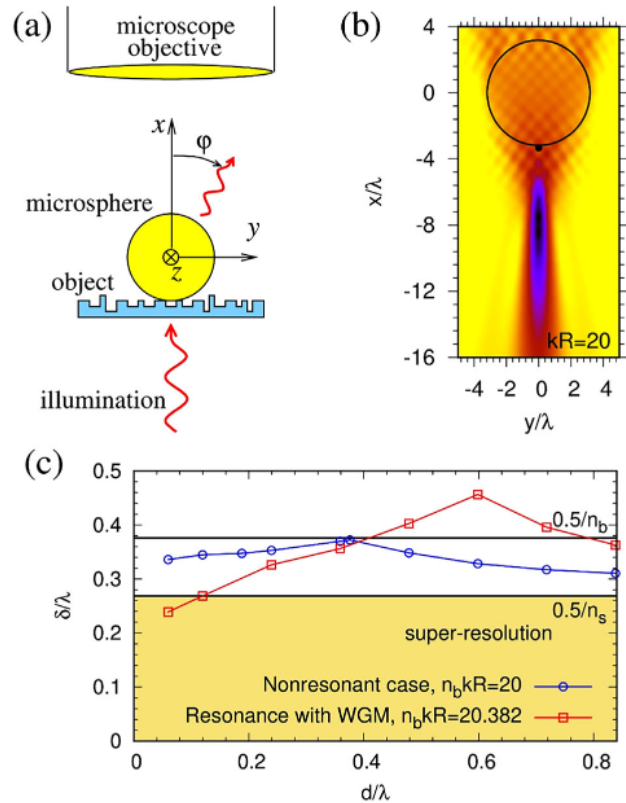 (a)
microscope
objective
x
φ
microsphere
y
z
object
illumination
(b)
4
0
-4
-8
-12
-16
x/λ
kR=20
-4 -2 0 2 4
y/λ
(c)
0.5
0.4
0.3
0.2
0.1
0
δ/λ
0.5/n_b
0.5/n_s
super-resolution
Nonresonant case, n_bkR=20
Resonance with WGM, n_bkR=20.382
0 0.2 0.4 0.6 0.8
d/λ